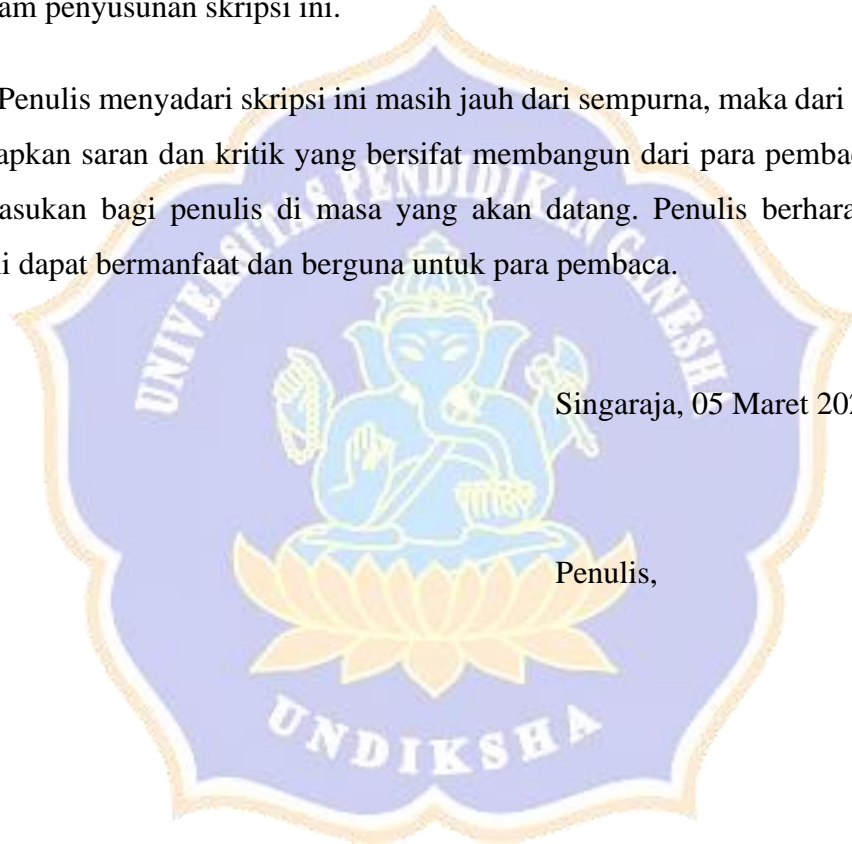 am penyusunan skripsi ini.
Penulis menyadari skripsi ini masih jauh dari sempurna, maka dari
apkan saran dan kritik yang bersifat membangun dari para pembac
asukan bagi penulis di masa yang akan datang. Penulis berhara
i dapat bermanfaat dan berguna untuk para pembaca.
UNIVERSITAS PENDIDIKAN GANESHA
Singaraja, 05 Maret 202
Penulis,
UNDIKSHA